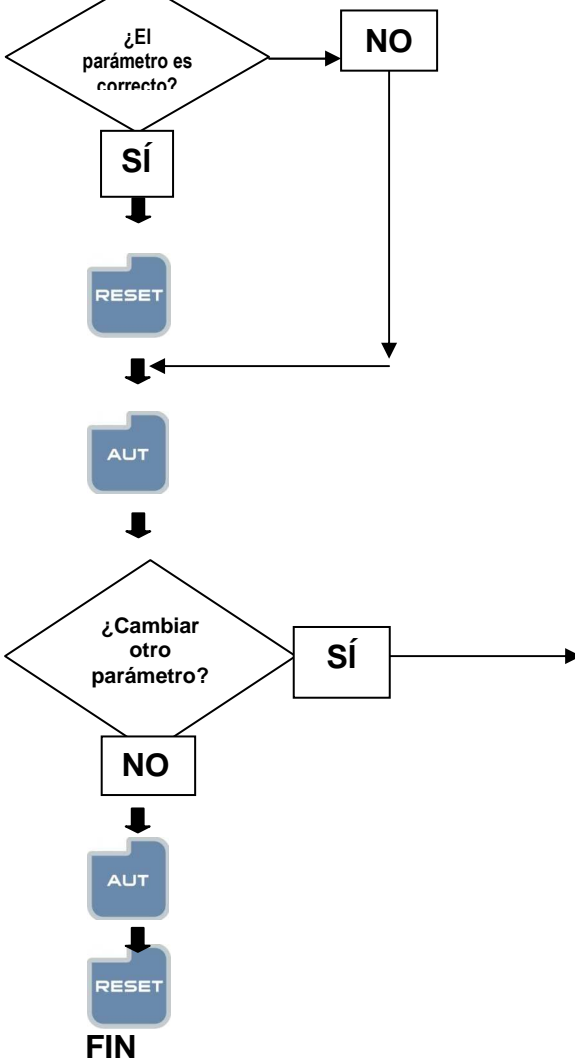 ¿El
parámetro es
correcto?
NO
SÍ
RESET
AUT
¿Cambiar
otro
parámetro?
SÍ
NO
AUT
RESET
FIN